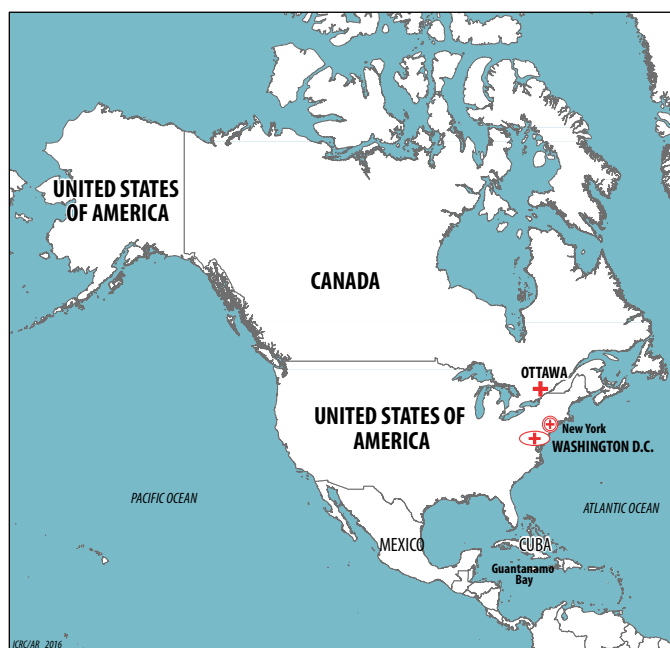 UNITED STATES
OF AMERICA
CANADA
OTTAWA
UNITED STATES OF
AMERICA
New York
WASHINGTON D.C.
PACIFIC OCEAN
ATLANTIC OCEAN
MEXICO
CUBA
Guantanamo
Bay
ICRC/AR 2016